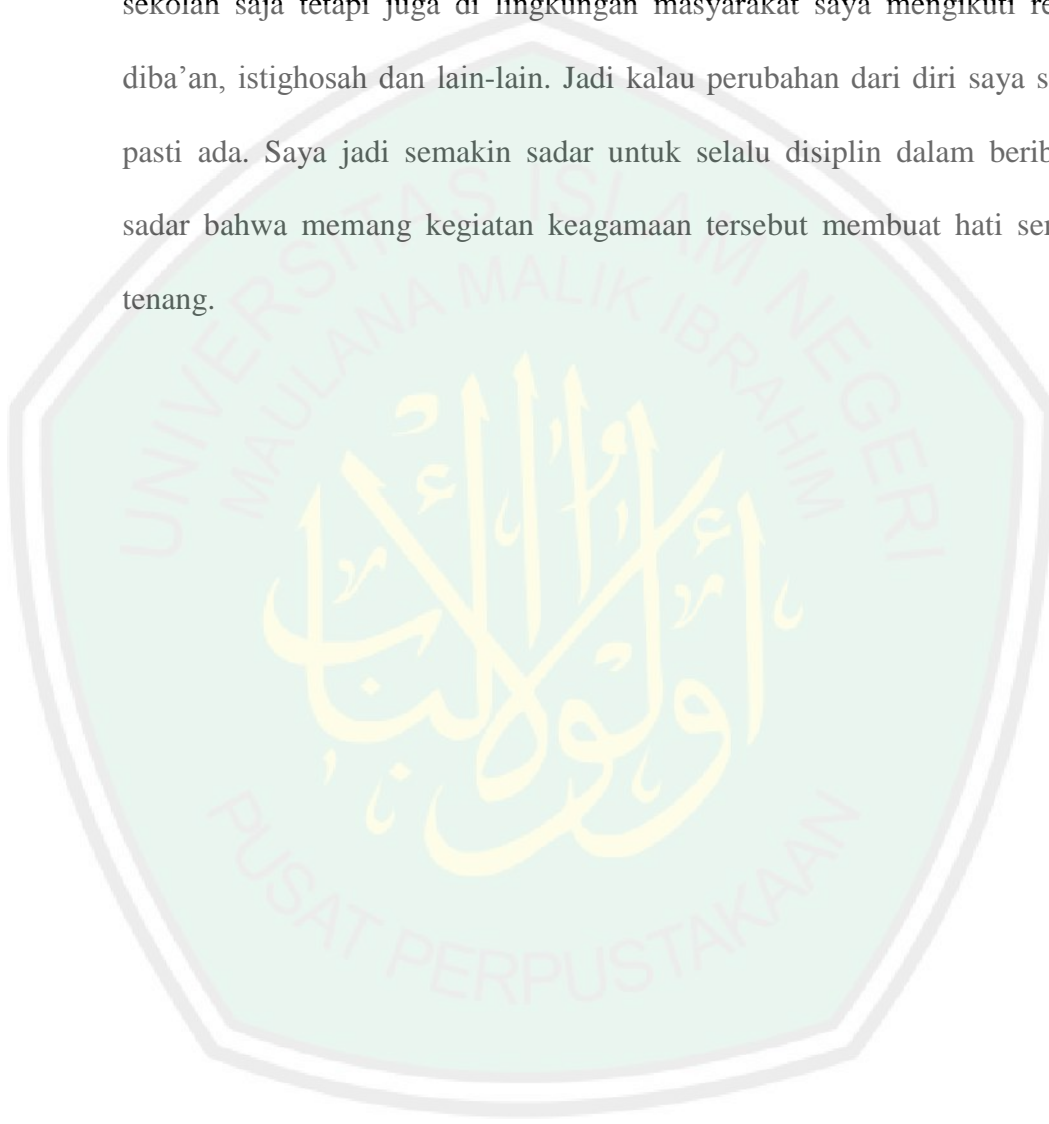 sekolah saja tetapi juga di lingkungan masyarakat saya mengikuti
diba’an, istighosah dan lain-lain. Jadi kalau perubahan dari diri saya
pasti ada. Saya jadi semakin sadar untuk selalu disiplin dalam
sadar bahwa memang kegiatan keagamaan tersebut membuat hati
tenang.
UNIVERSITAS ISLAM NEGERI
MAULANA MALIK IBRAHIM
أولو الألباب
PUSAT PERPUSTAKAAN